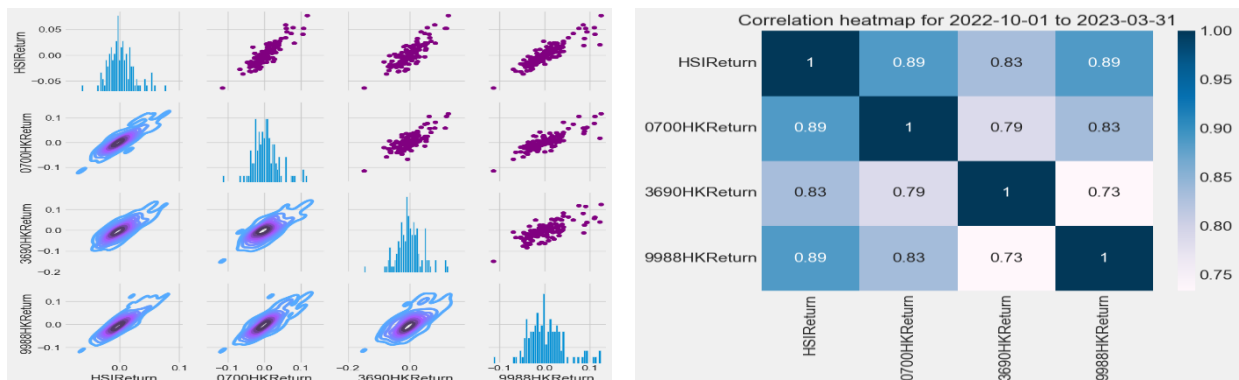 HSIReturn
0.05
0.00
−0.05
0700HKReturn
0.1
0.0
−0.1
3690HKReturn
0.1
0.0
−0.1
−0.2
9988HKReturn
0.1
0.0
−0.1
0.0 0.1 −0.1 0.0 0.1 −0.2 0.0 −0.1 0.0 0.1
HSIReturn 0700HKReturn 3690HKReturn 9988HKReturn
Correlation heatmap for 2022-10-01 to 2023-03-31
HSIReturn 1 0.89 0.83 0.89
0700HKReturn 0.89 1 0.79 0.83
3690HKReturn 0.83 0.79 1 0.73
9988HKReturn 0.89 0.83 0.73 1
HSIReturn 0700HKReturn 3690HKReturn 9988HKReturn
1.00
0.95
0.90
0.85
0.80
0.75